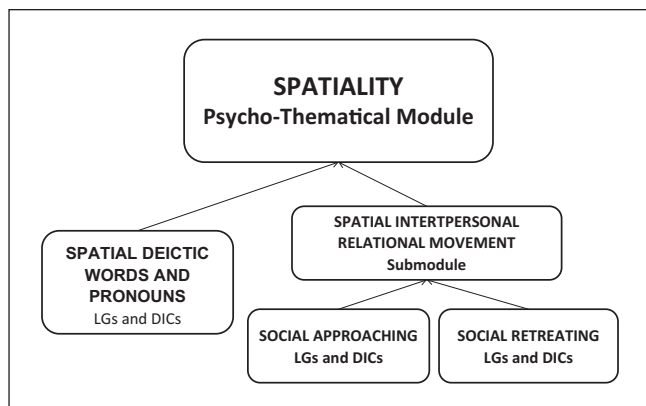 SPATIALITY
Psycho-Thematical Module
SPATIAL DEICTIC
WORDS AND
PRONOUNS
LGs and DICs
SPATIAL INTERTPERSONAL
RELATIONAL MOVEMENT
Submodule
SOCIAL APPROACHING
LGs and DICs
SOCIAL RETREATING
LGs and DICs